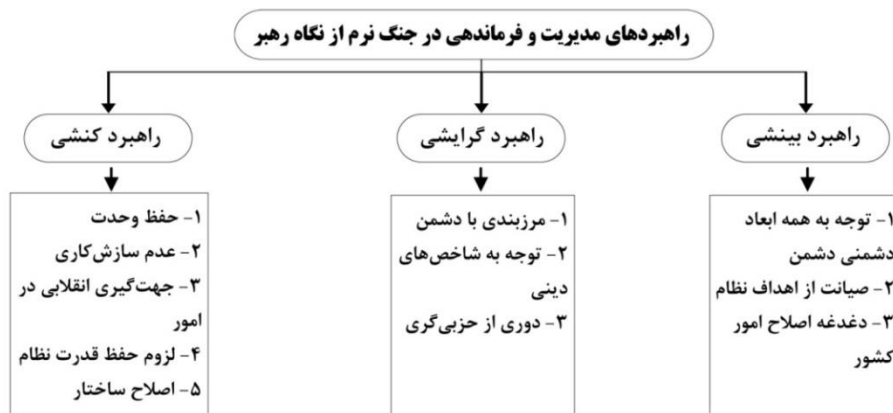 راهبردهای مدیریت و فرماندهی در جنگ نرم از نگاه رهبر
راهبرد بینشی
۱- توجه به همه ابعاد
دشمنی دشمن
۲- صیانت از اهداف نظام
۳- دغدغه اصلاح امور
کشور
راهبرد گرایشی
۱- مرزبندی با دشمن
۲- توجه به شاخص‌های
دینی
۳- دوری از حزبی‌گری
راهبرد کنشی
۱- حفظ وحدت
۲- عدم سازش‌کاری
۳- جهت‌گیری انقلابی در
امور
۴- لزوم حفظ قدرت نظام
۵- اصلاح ساختار